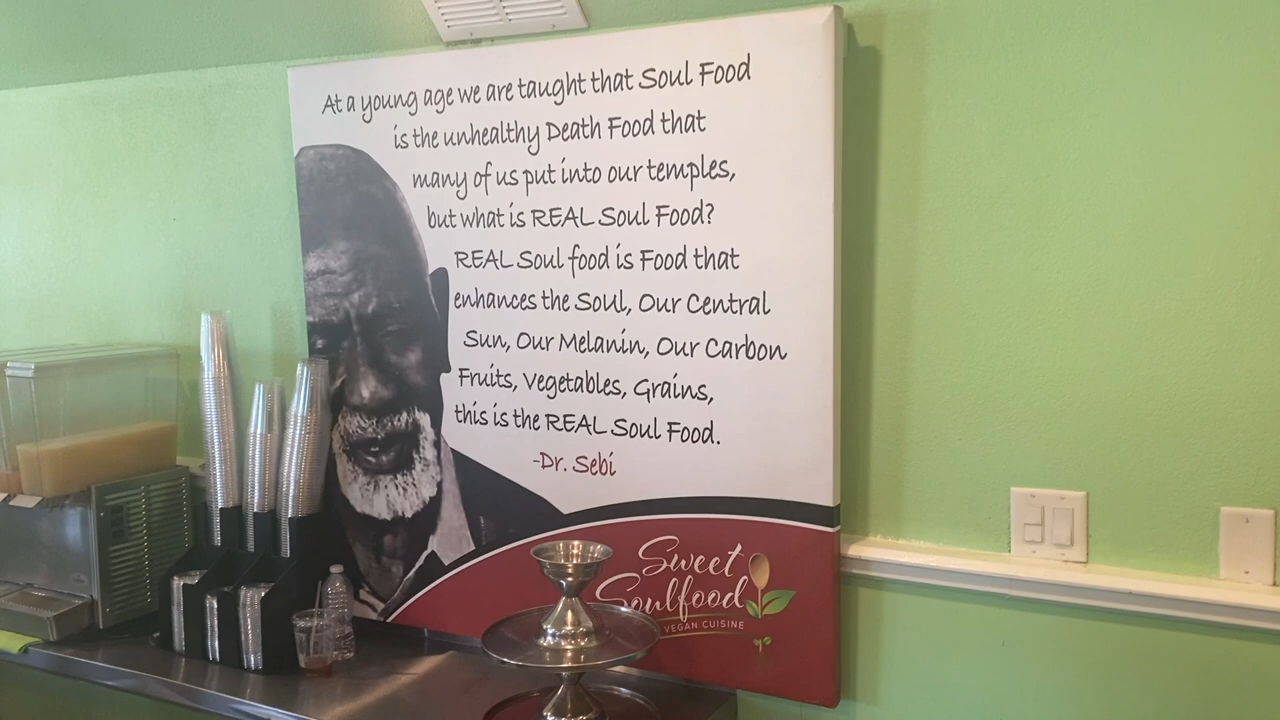 At a young age we are taught that Soul Food
is the unhealthy Death Food that
many of us put into our temples,
but what is REAL Soul Food?
REAL Soul food is Food that
enhances the Soul, Our Central
Sun, Our Melanin, Our Carbon
Fruits, Vegetables, Grains,
this is the REAL Soul Food.
-Dr. Sebi
Sweet
Soulfood
VEGAN CUISINE